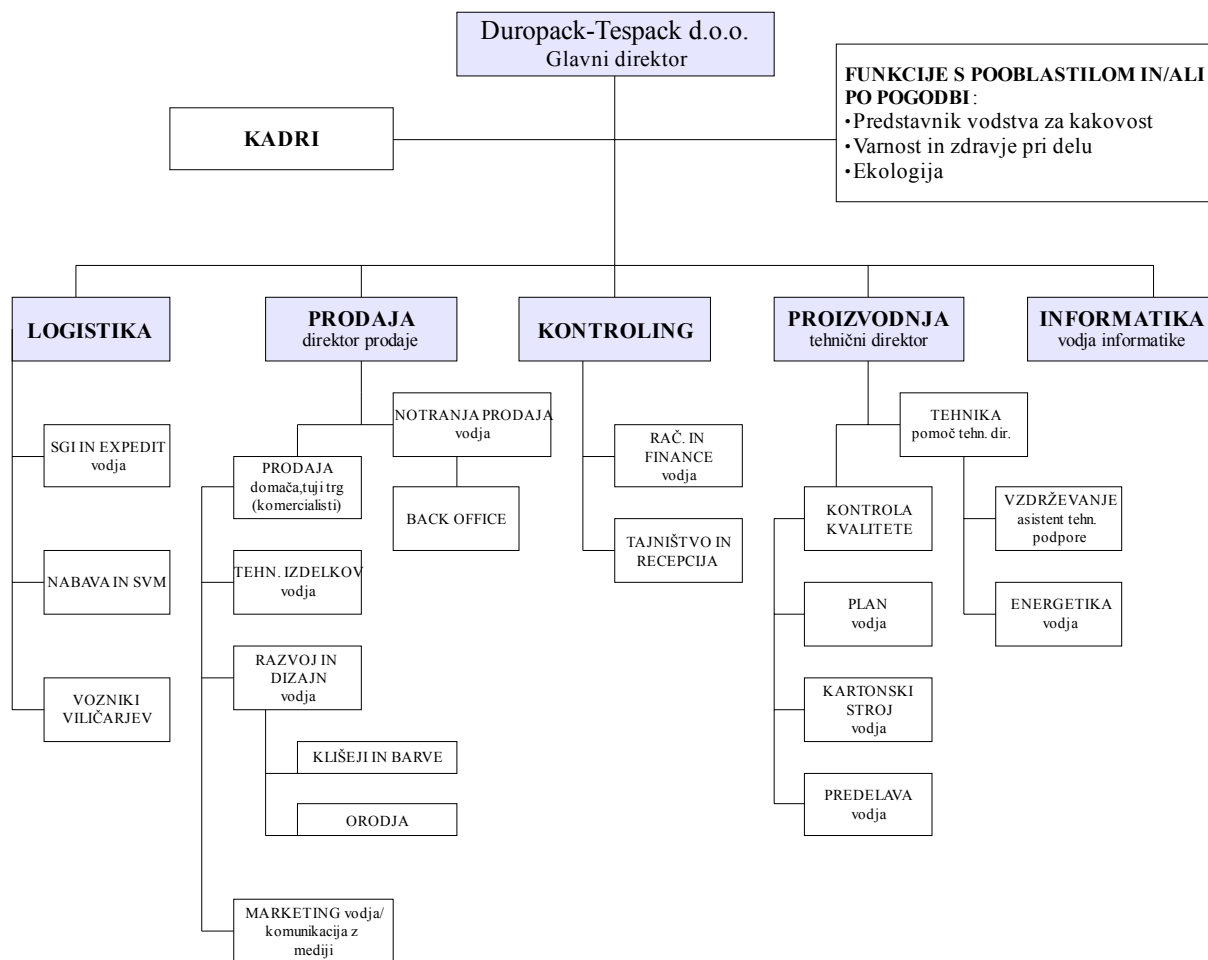 Duropack-Tespack d.o.o.
Glavni direktor
FUNKCIJE S POOBLASTILOM IN/ALI
PO POGODBI:
•Predstavnik vodstva za kakovost
•Varnost in zdravje pri delu
•Ekologija
KADRI
LOGISTIKA
PRODAJA
direktor prodaje
KONTROLING
PROIZVODNJA
tehnični direktor
INFORMATIKA
vodja informatike
SGI IN EXPEDIT
vodja
NABAVA IN SVM
VOZNIKI
VILIČARJEV
NOTRANJA PRODAJA
vodja
BACK OFFICE
PRODAJA
domača,tuji trg
(komercialisti)
TEHN. IZDELKOV
vodja
RAZVOJ IN
DIZAJN
vodja
KLIŠEJI IN BARVE
ORODJA
MARKETING vodja/
komunikacija z
mediji
RAČ. IN
FINANCE
vodja
TAJNIŠTVO IN
RECEPCIJA
TEHNIKA
pomoč tehn. dir.
KONTROLA
KVALITETE
PLAN
vodja
KARTONSKI
STROJ
vodja
PREDELAVA
vodja
VZDRŽEVANJE
asistent tehn.
podpore
ENERGETIKA
vodja